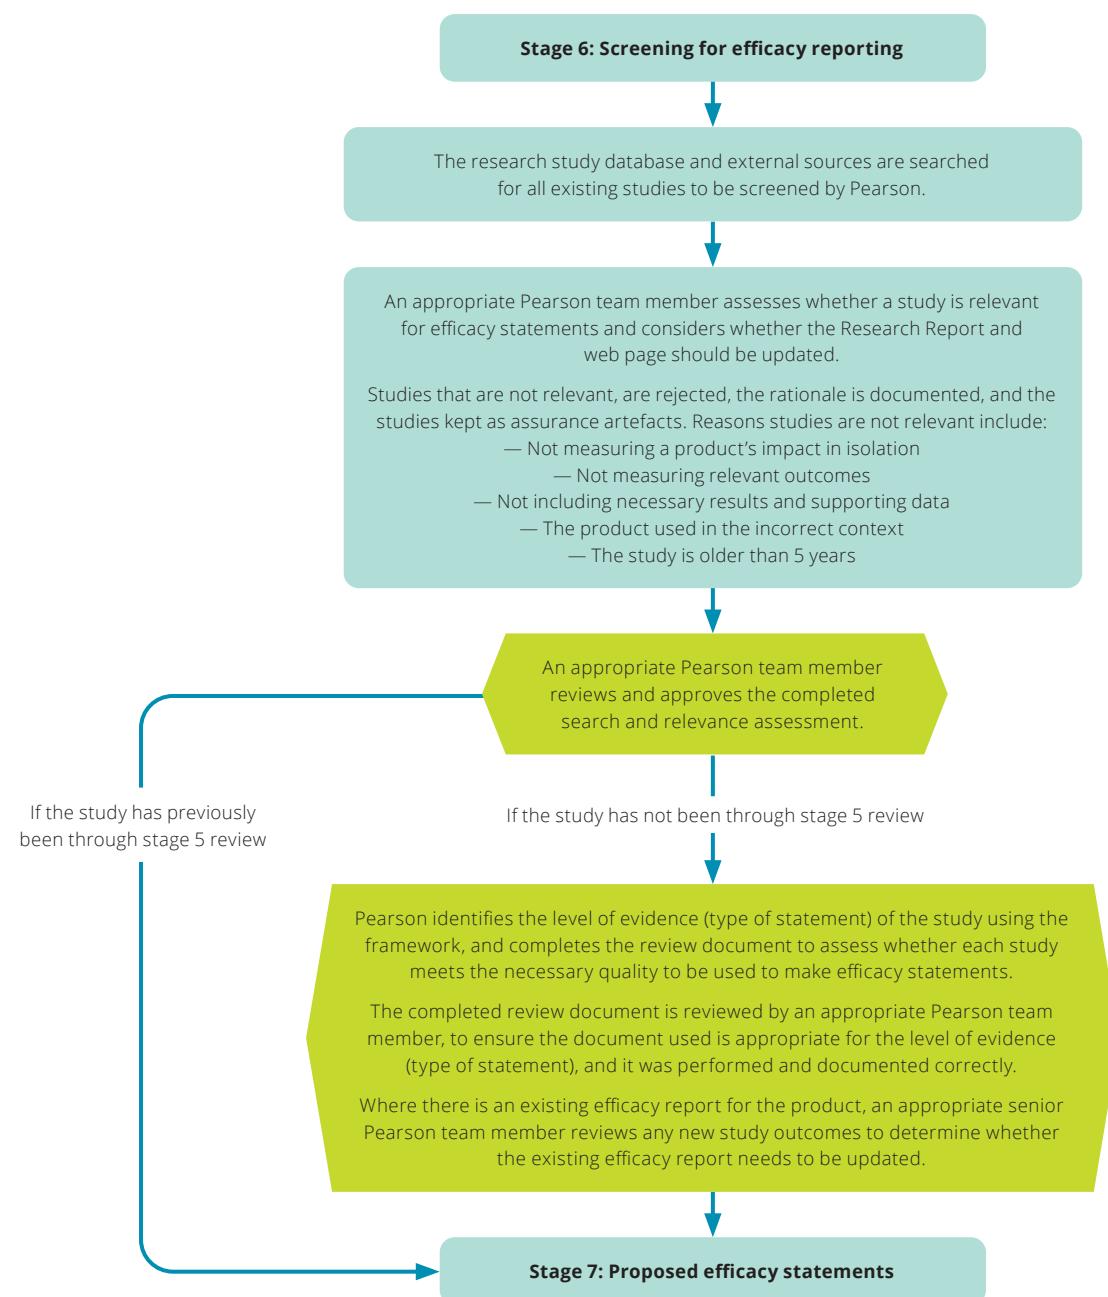 Stage 6: Screening for efficacy reporting
The research study database and external sources are searched
for all existing studies to be screened by Pearson.
An appropriate Pearson team member assesses whether a study is relevant
for efficacy statements and considers whether the Research Report and
web page should be updated.
Studies that are not relevant, are rejected, the rationale is documented, and the
studies kept as assurance artefacts. Reasons studies are not relevant include:
— Not measuring a product’s impact in isolation
— Not measuring relevant outcomes
— Not including necessary results and supporting data
— The product used in the incorrect context
— The study is older than 5 years
An appropriate Pearson team member
reviews and approves the completed
search and relevance assessment.
If the study has previously
been through stage 5 review
If the study has not been through stage 5 review
Pearson identifies the level of evidence (type of statement) of the study using the
framework, and completes the review document to assess whether each study
meets the necessary quality to be used to make efficacy statements.
The completed review document is reviewed by an appropriate Pearson team
member, to ensure the document used is appropriate for the level of evidence
(type of statement), and it was performed and documented correctly.
Where there is an existing efficacy report for the product, an appropriate senior
Pearson team member reviews any new study outcomes to determine whether
the existing efficacy report needs to be updated.
Stage 7: Proposed efficacy statements